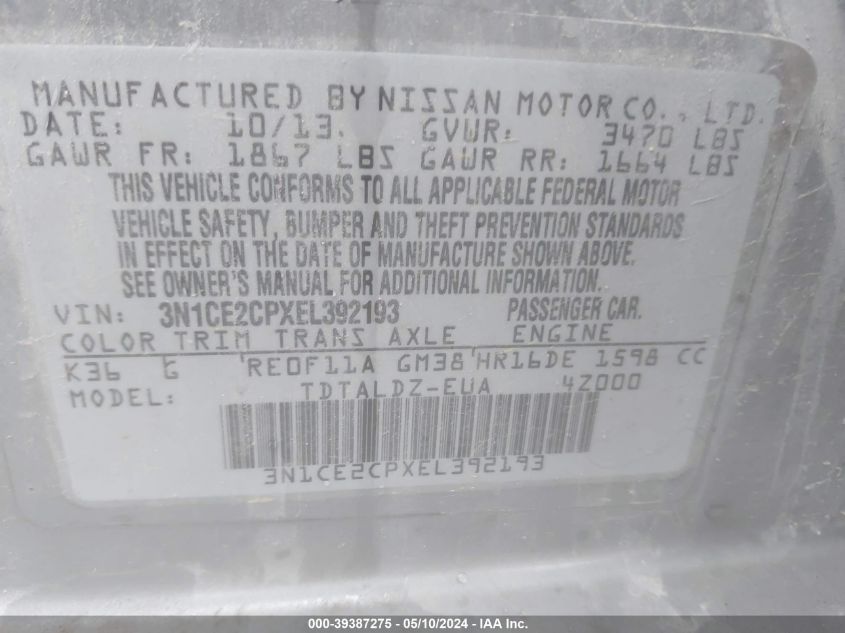 MANUFACTURED BY NISSAN MOTOR CO., LTD.
DATE: 10/13. GVWR: 3470 LBS
GAWR FR: 1867 LBS GAWR RR: 1664 LBS
THIS VEHICLE CONFORMS TO ALL APPLICABLE FEDERAL MOTOR
VEHICLE SAFETY, BUMPER AND THEFT PREVENTION STANDARDS
IN EFFECT ON THE DATE OF MANUFACTURE SHOWN ABOVE.
SEE OWNER'S MANUAL FOR ADDITIONAL INFORMATION.
VIN: 3N1CE2CPXEL392193 PASSENGER CAR.
COLOR TRIM TRANS AXLE ENGINE
K36 G RE0F11A GM38 HR16DE 1598 CC
MODEL: TDTALDZ-EUA 4Z000
3N1CE2CPXEL392193
000-39387275 - 05/10/2024 - IAA Inc.